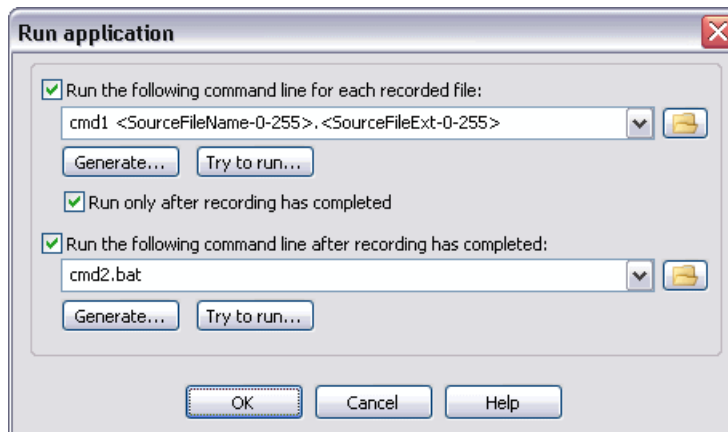 Run application
Run the following command line for each recorded file:
cmd1 <SourceFileName-0-255>.<SourceFileExt-0-255>
Generate... Try to run...
Run only after recording has completed
Run the following command line after recording has completed:
cmd2.bat
Generate... Try to run...
OK Cancel Help